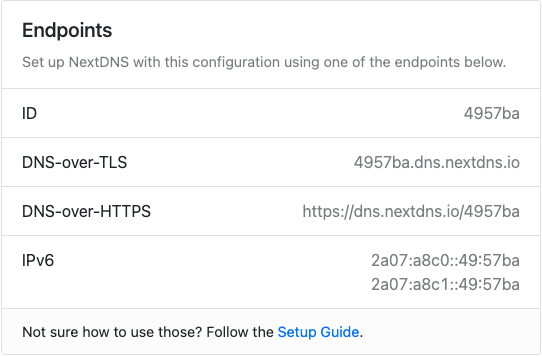 Endpoints
Set up NextDNS with this configuration using one of the endpoints below.
ID 4957ba
DNS-over-TLS 4957ba.dns.nextdns.io
DNS-over-HTTPS https://dns.nextdns.io/4957ba
IPv6 2a07:a8c0::49:57ba
2a07:a8c1::49:57ba
Not sure how to use those? Follow the Setup Guide.